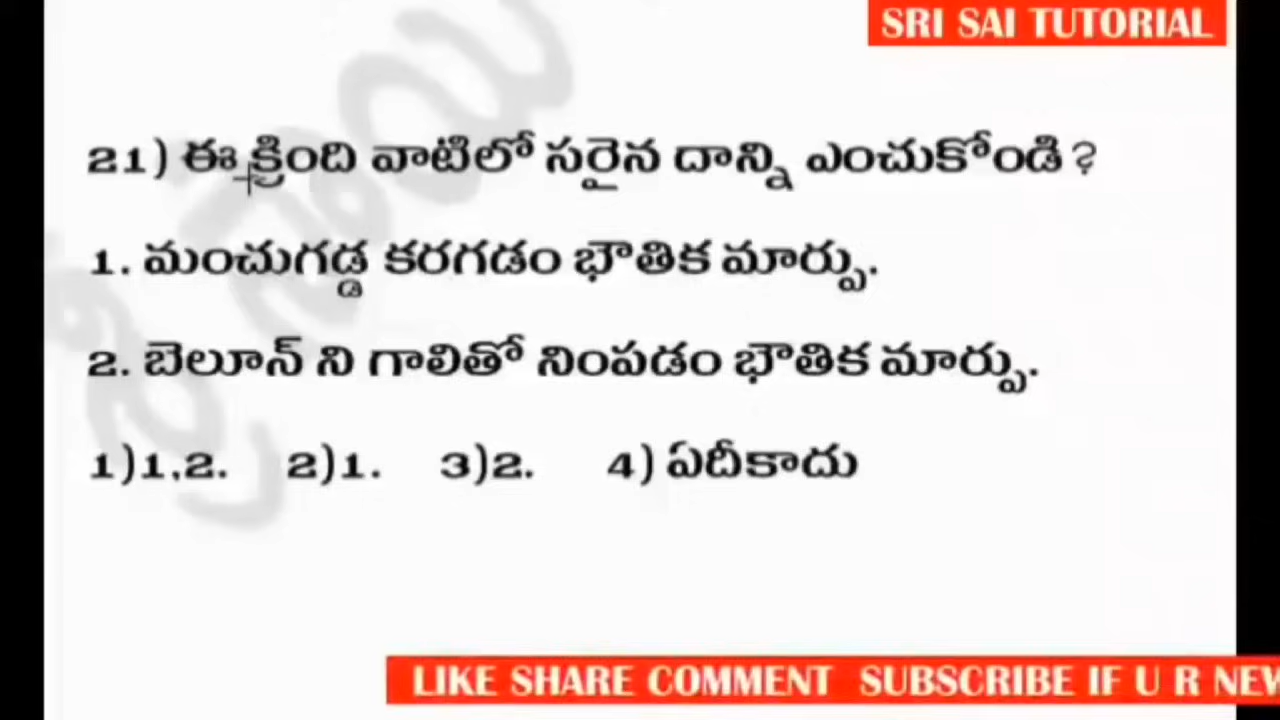 SRI SAI TUTORIAL
21) ఈ క్రింది వాటిలో సరైన దాన్ని ఎంచుకోండి?
1. మంచుగడ్డ కరగడం భౌతిక మార్పు.
2. బెలూన్ ని గాలితో నింపడం భౌతిక మార్పు.
1)1,2. 2)1. 3)2. 4) ఏదీకాదు
LIKE SHARE COMMENT SUBSCRIBE IF U R NEW